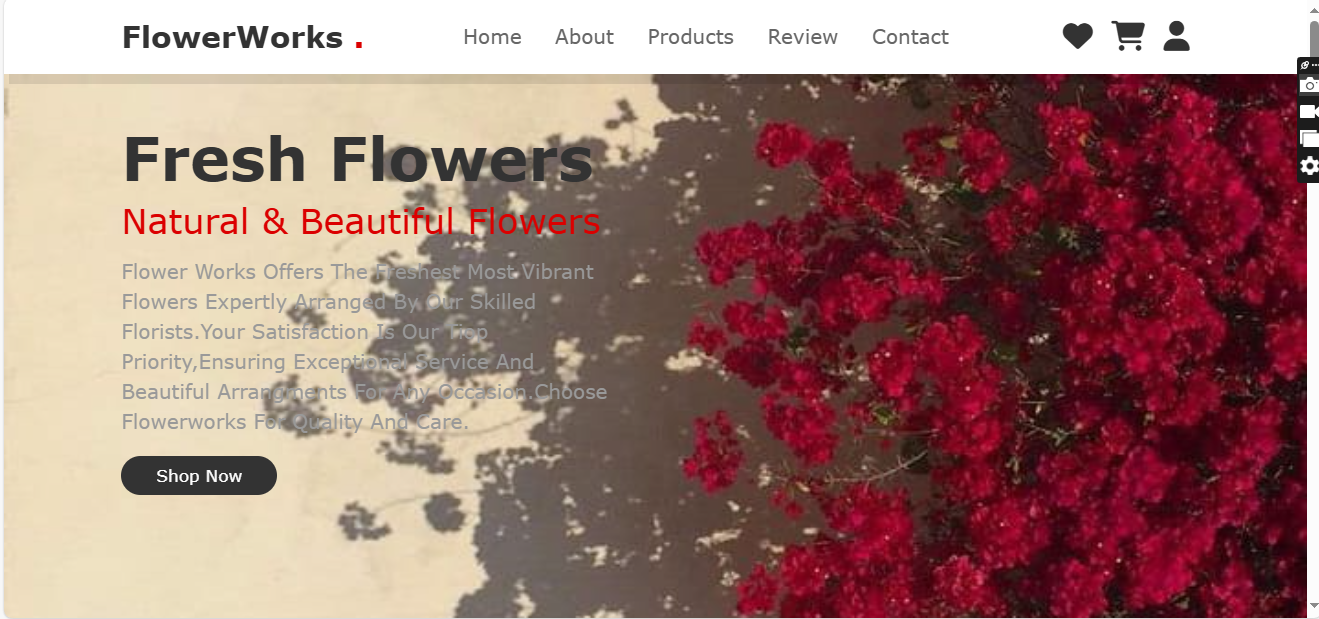 FlowerWorks .
Home About Products Review Contact
Fresh Flowers
Natural & Beautiful Flowers
Flower Works Offers The Freshest Most Vibrant
Flowers Expertly Arranged By Our Skilled
Florists.Your Satisfaction Is Our Tiop
Priority,Ensuring Exceptional Service And
Beautiful Arrangments For Any Occasion.Choose
Flowerworks For Quality And Care.
Shop Now